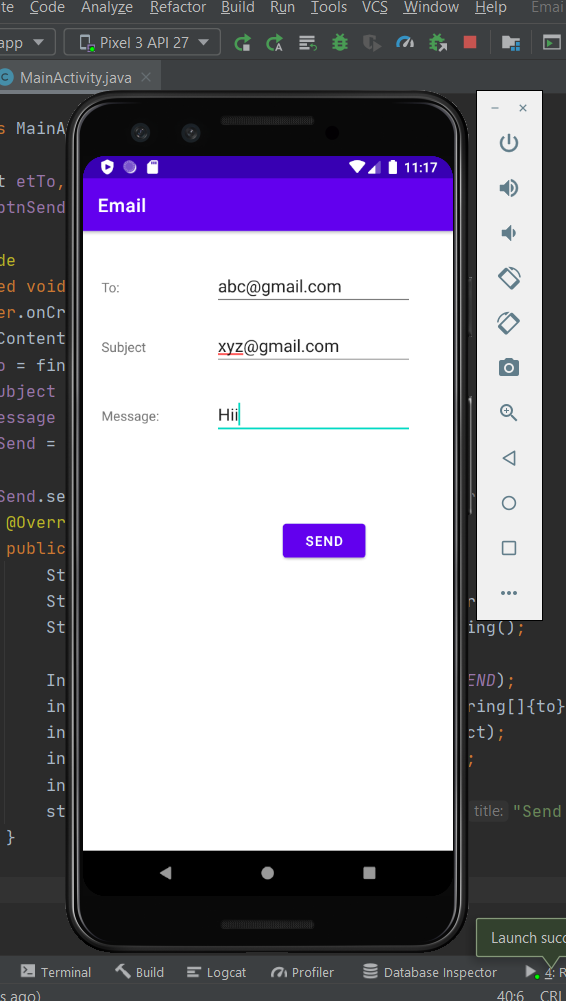 te Code Analyze Refactor Build Run Tools VCS Window Help Emai
app Pixel 3 API 27
MainActivity.java
s MainA
t etTo,
btnSend
de
ed void
er.onCr
Content
o = fin
ubject
essage
Send =
Send.se
@Overr
public
St
St r
St ing();
In END);
in ring[]{to}
in ct);
in ;
in
st title: "Send
}
11:17
Email
To: abc@gmail.com
Subject xyz@gmail.com
Message: Hii
SEND
Launch succ
Terminal Build Logcat Profiler Database Inspector 4: R
s ago) 40:6 CRL